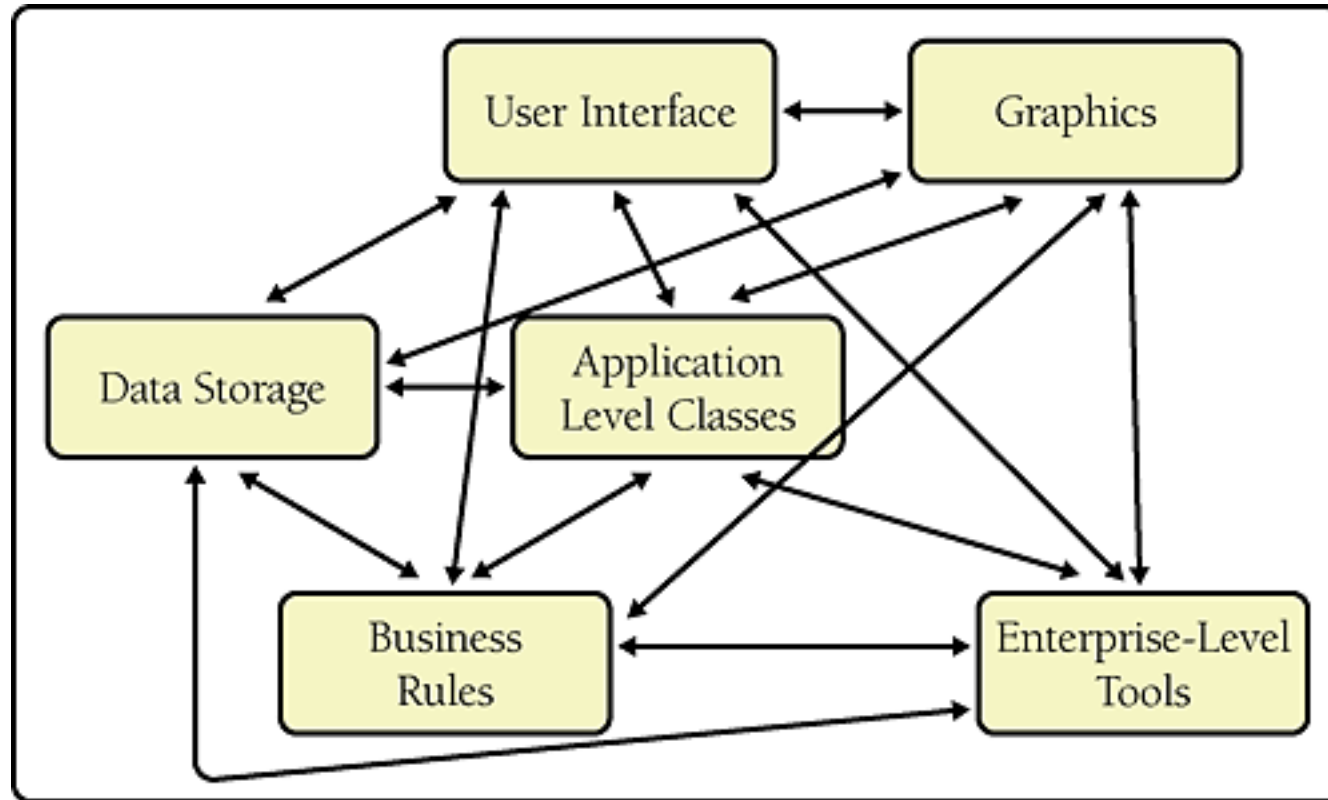 User Interface
Graphics
Data Storage
Application
Level Classes
Business
Rules
Enterprise-Level
Tools